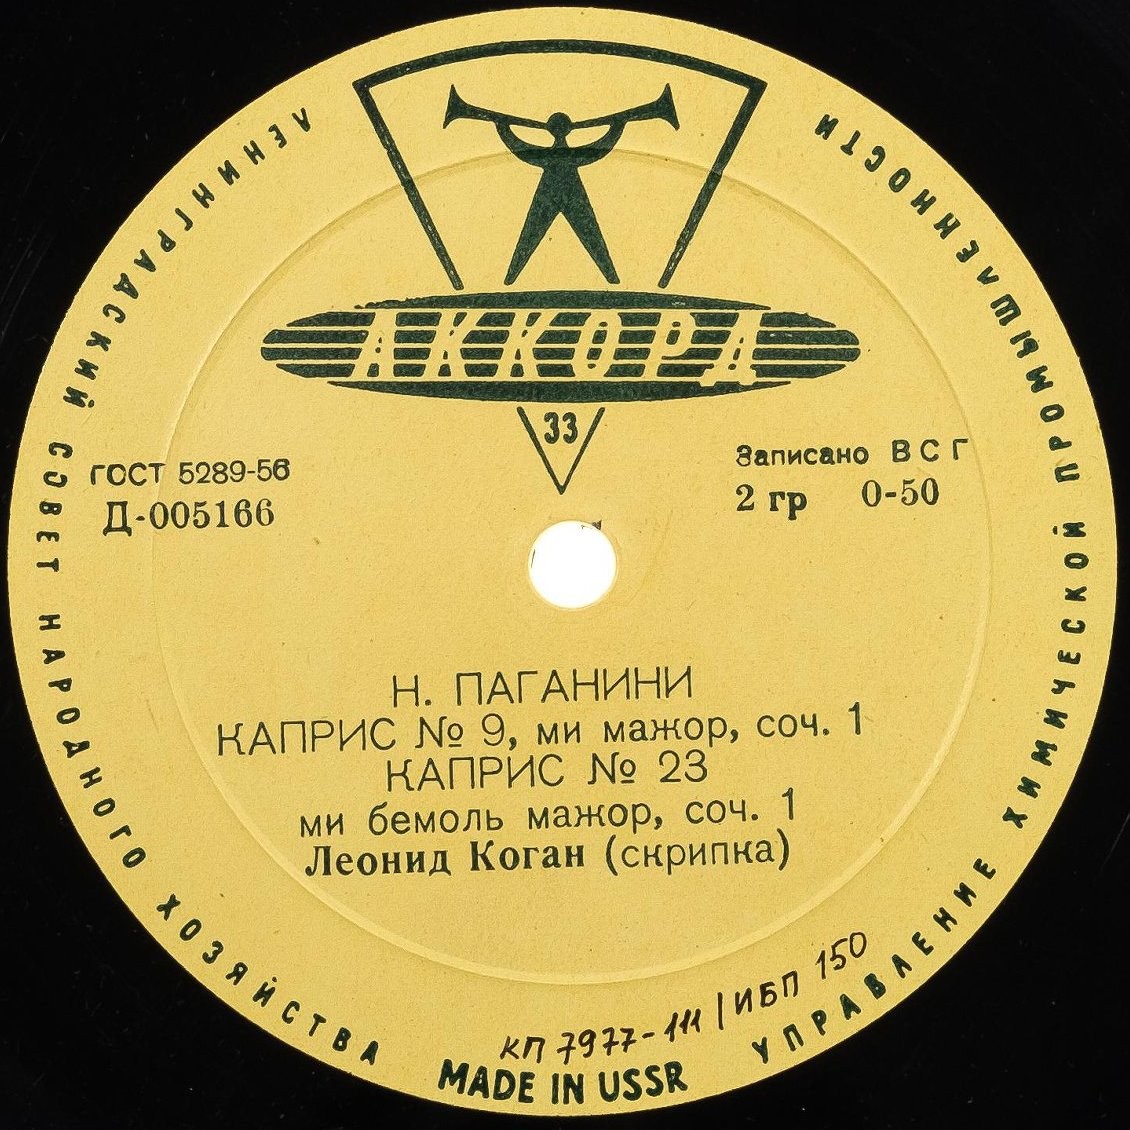 ЛЕНИНГРАДСКИЙ СОВЕТ НАРОДНОГО ХОЗЯЙСТВА
УПРАВЛЕНИЕ ХИМИЧЕСКОЙ ПРОМЫШЛЕННОСТИ
АККОРД
33
ГОСТ 5289-56
Д-005166
Записано ВСГ
2 гр 0-50
Н. ПАГАНИНИ
КАПРИС № 9, ми мажор, соч. 1
КАПРИС № 23
ми бемоль мажор, соч. 1
Леонид Коган (скрипка)
КП 7977-111 | ИБП 150
MADE IN USSR